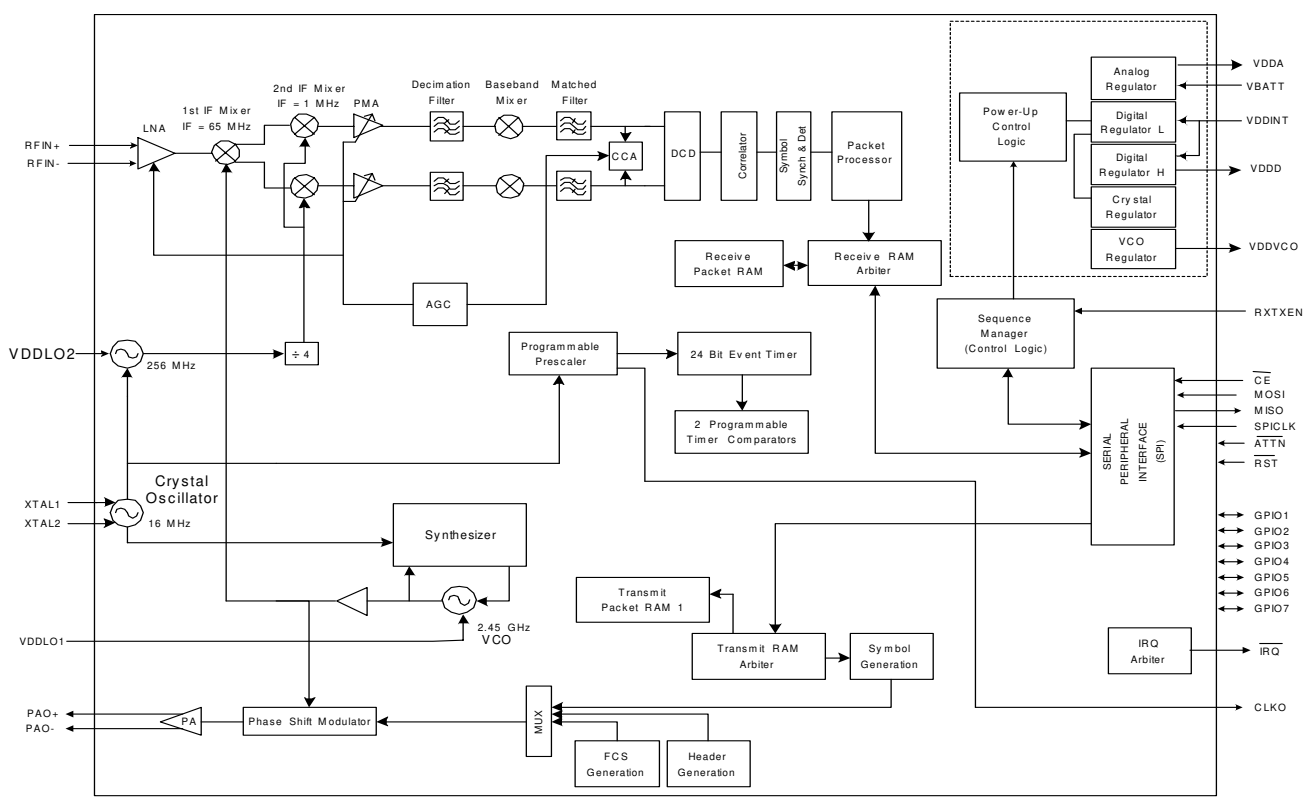 RFIN+
RFIN-
LNA
1st IF Mixer
IF = 65 MHz
2nd IF Mixer
IF = 1 MHz
PMA
Decimation
Filter
Baseband
Mixer
Matched
Filter
CCA
DCD
Correlator
Symbol
Synch & Det
Packet
Processor
Power-Up
Control
Logic
Analog
Regulator
Digital
Regulator L
Digital
Regulator H
Crystal
Regulator
VCO
Regulator
VDDA
VBATT
VDDINT
VDDD
VDDVCO
Receive
Packet RAM
Receive RAM
Arbiter
AGC
Sequence
Manager
(Control Logic)
RXTXEN
VDDLO2
256 MHz
÷ 4
Programmable
Prescaler
24 Bit Event Timer
2 Programmable
Timer Comparators
SERIAL
PERIPHERAL
INTERFACE
(SPI)
CE
MOSI
MISO
SPICLK
ATTN
RST
XTAL1
XTAL2
Crystal
Oscillator
16 MHz
Synthesizer
GPIO1
GPIO2
GPIO3
GPIO4
GPIO5
GPIO6
GPIO7
VDDLO1
2.45 GHz
VCO
Transmit
Packet RAM 1
Transmit RAM
Arbiter
Symbol
Generation
IRQ
Arbiter
IRQ
PAO+
PAO-
PA
Phase Shift Modulator
MUX
FCS
Generation
Header
Generation
CLKO